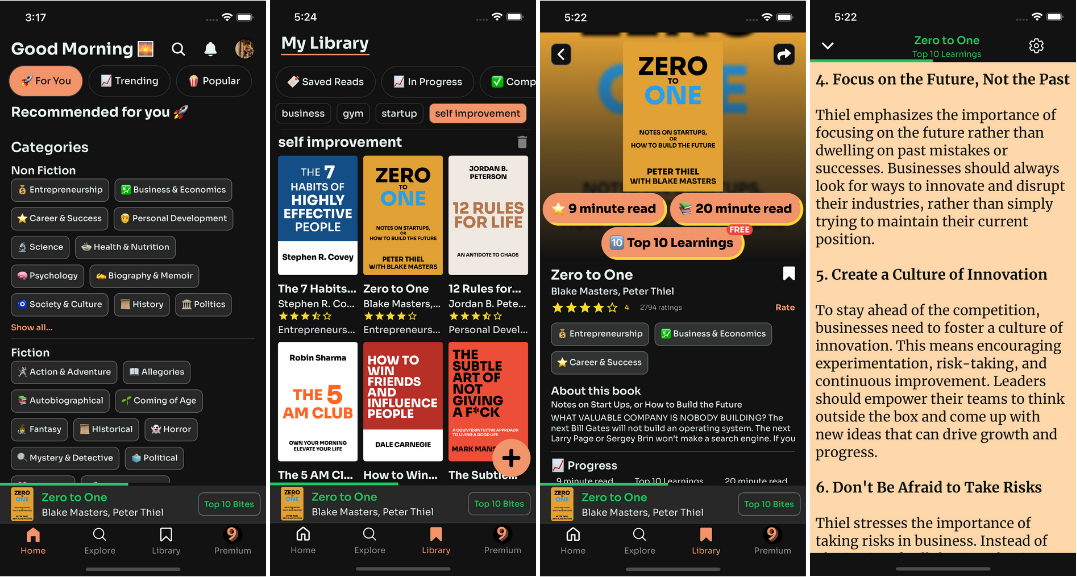 3:17
Good Morning
For You
Trending
Popular
Recommended for you
Categories
Non Fiction
Entrepreneurship
Business & Economics
Career & Success
Personal Development
Science
Health & Nutrition
Psychology
Biography & Memoir
Society & Culture
History
Politics
Show all...
Fiction
Action & Adventure
Allegories
Autobiographical
Coming of Age
Fantasy
Historical
Horror
Mystery & Detective
Political
ZERO
TO
ONE
Zero to One
Blake Masters, Peter Thiel
Top 10 Bites
Home
Explore
Library
9
Premium
5:24
My Library
Saved Reads
In Progress
Comp
business
gym
startup
self improvement
self improvement
THE 7
HABITS OF
HIGHLY
EFFECTIVE
PEOPLE
Stephen R. Covey
ZERO
TO
ONE
NOTES ON STARTUPS,
OR
HOW TO BUILD THE FUTURE
PETER THIEL
WITH BLAKE MASTERS
JORDAN B.
PETERSON
12 RULES
FOR LIFE
AN ANTIDOTE TO CHAOS
The 7 Habits...
Stephen R. Co...
Entrepreneurs...
Zero to One
Blake Masters,...
Entrepreneurs...
12 Rules for...
Jordan B. Pete...
Personal Devel...
Robin Sharma
THE 5
AM CLUB
OWN YOUR MORNING
ELEVATE YOUR LIFE
HOW TO
WIN
FRIENDS
AND
INFLUENCE
PEOPLE
DALE CARNEGIE
THE
SUBTLE
ART OF
NOT
GIVING
A F*CK
A COUNTERINTUITIVE APPROACH
TO LIVING A GOOD LIFE
MARK MANS
The 5 AM Cl...
How to Win...
The Subtle...
ZERO
TO
ONE
Zero to One
Blake Masters, Peter Thiel
Top 10 Bites
Home
Explore
Library
9
Premium
5:22
ZERO
TO
ONE
NOTES ON STARTUPS,
OR
HOW TO BUILD THE FUTURE
PETER THIEL
WITH BLAKE MASTERS
9 minute read
20 minute read
FREE
10 Top 10 Learnings
Zero to One
Blake Masters, Peter Thiel
4
2794 ratings
Rate
Entrepreneurship
Business & Economics
Career & Success
About this book
Notes on Start Ups, or How to Build the Future
WHAT VALUABLE COMPANY IS NOBODY BUILDING? The
next Bill Gates will not build an operating system. The next
Larry Page or Sergey Brin won't make a search engine. If you
Progress
9 minute read
Top 10 Learnings
20 minute read
ZERO
TO
ONE
Zero to One
Blake Masters, Peter Thiel
Top 10 Bites
Home
Explore
Library
9
Premium
5:22
Zero to One
Top 10 Learnings
4. Focus on the Future, Not the Past
Thiel emphasizes the importance of
focusing on the future rather than
dwelling on past mistakes or
successes. Businesses should always
look for ways to innovate and disrupt
their industries, rather than simply
trying to maintain their current
position.
5. Create a Culture of Innovation
To stay ahead of the competition,
businesses need to foster a culture of
innovation. This means encouraging
experimentation, risk-taking, and
continuous improvement. Leaders
should empower their teams to think
outside the box and come up with
new ideas that can drive growth and
progress.
6. Don't Be Afraid to Take Risks
Thiel stresses the importance of
taking risks in business. Instead of